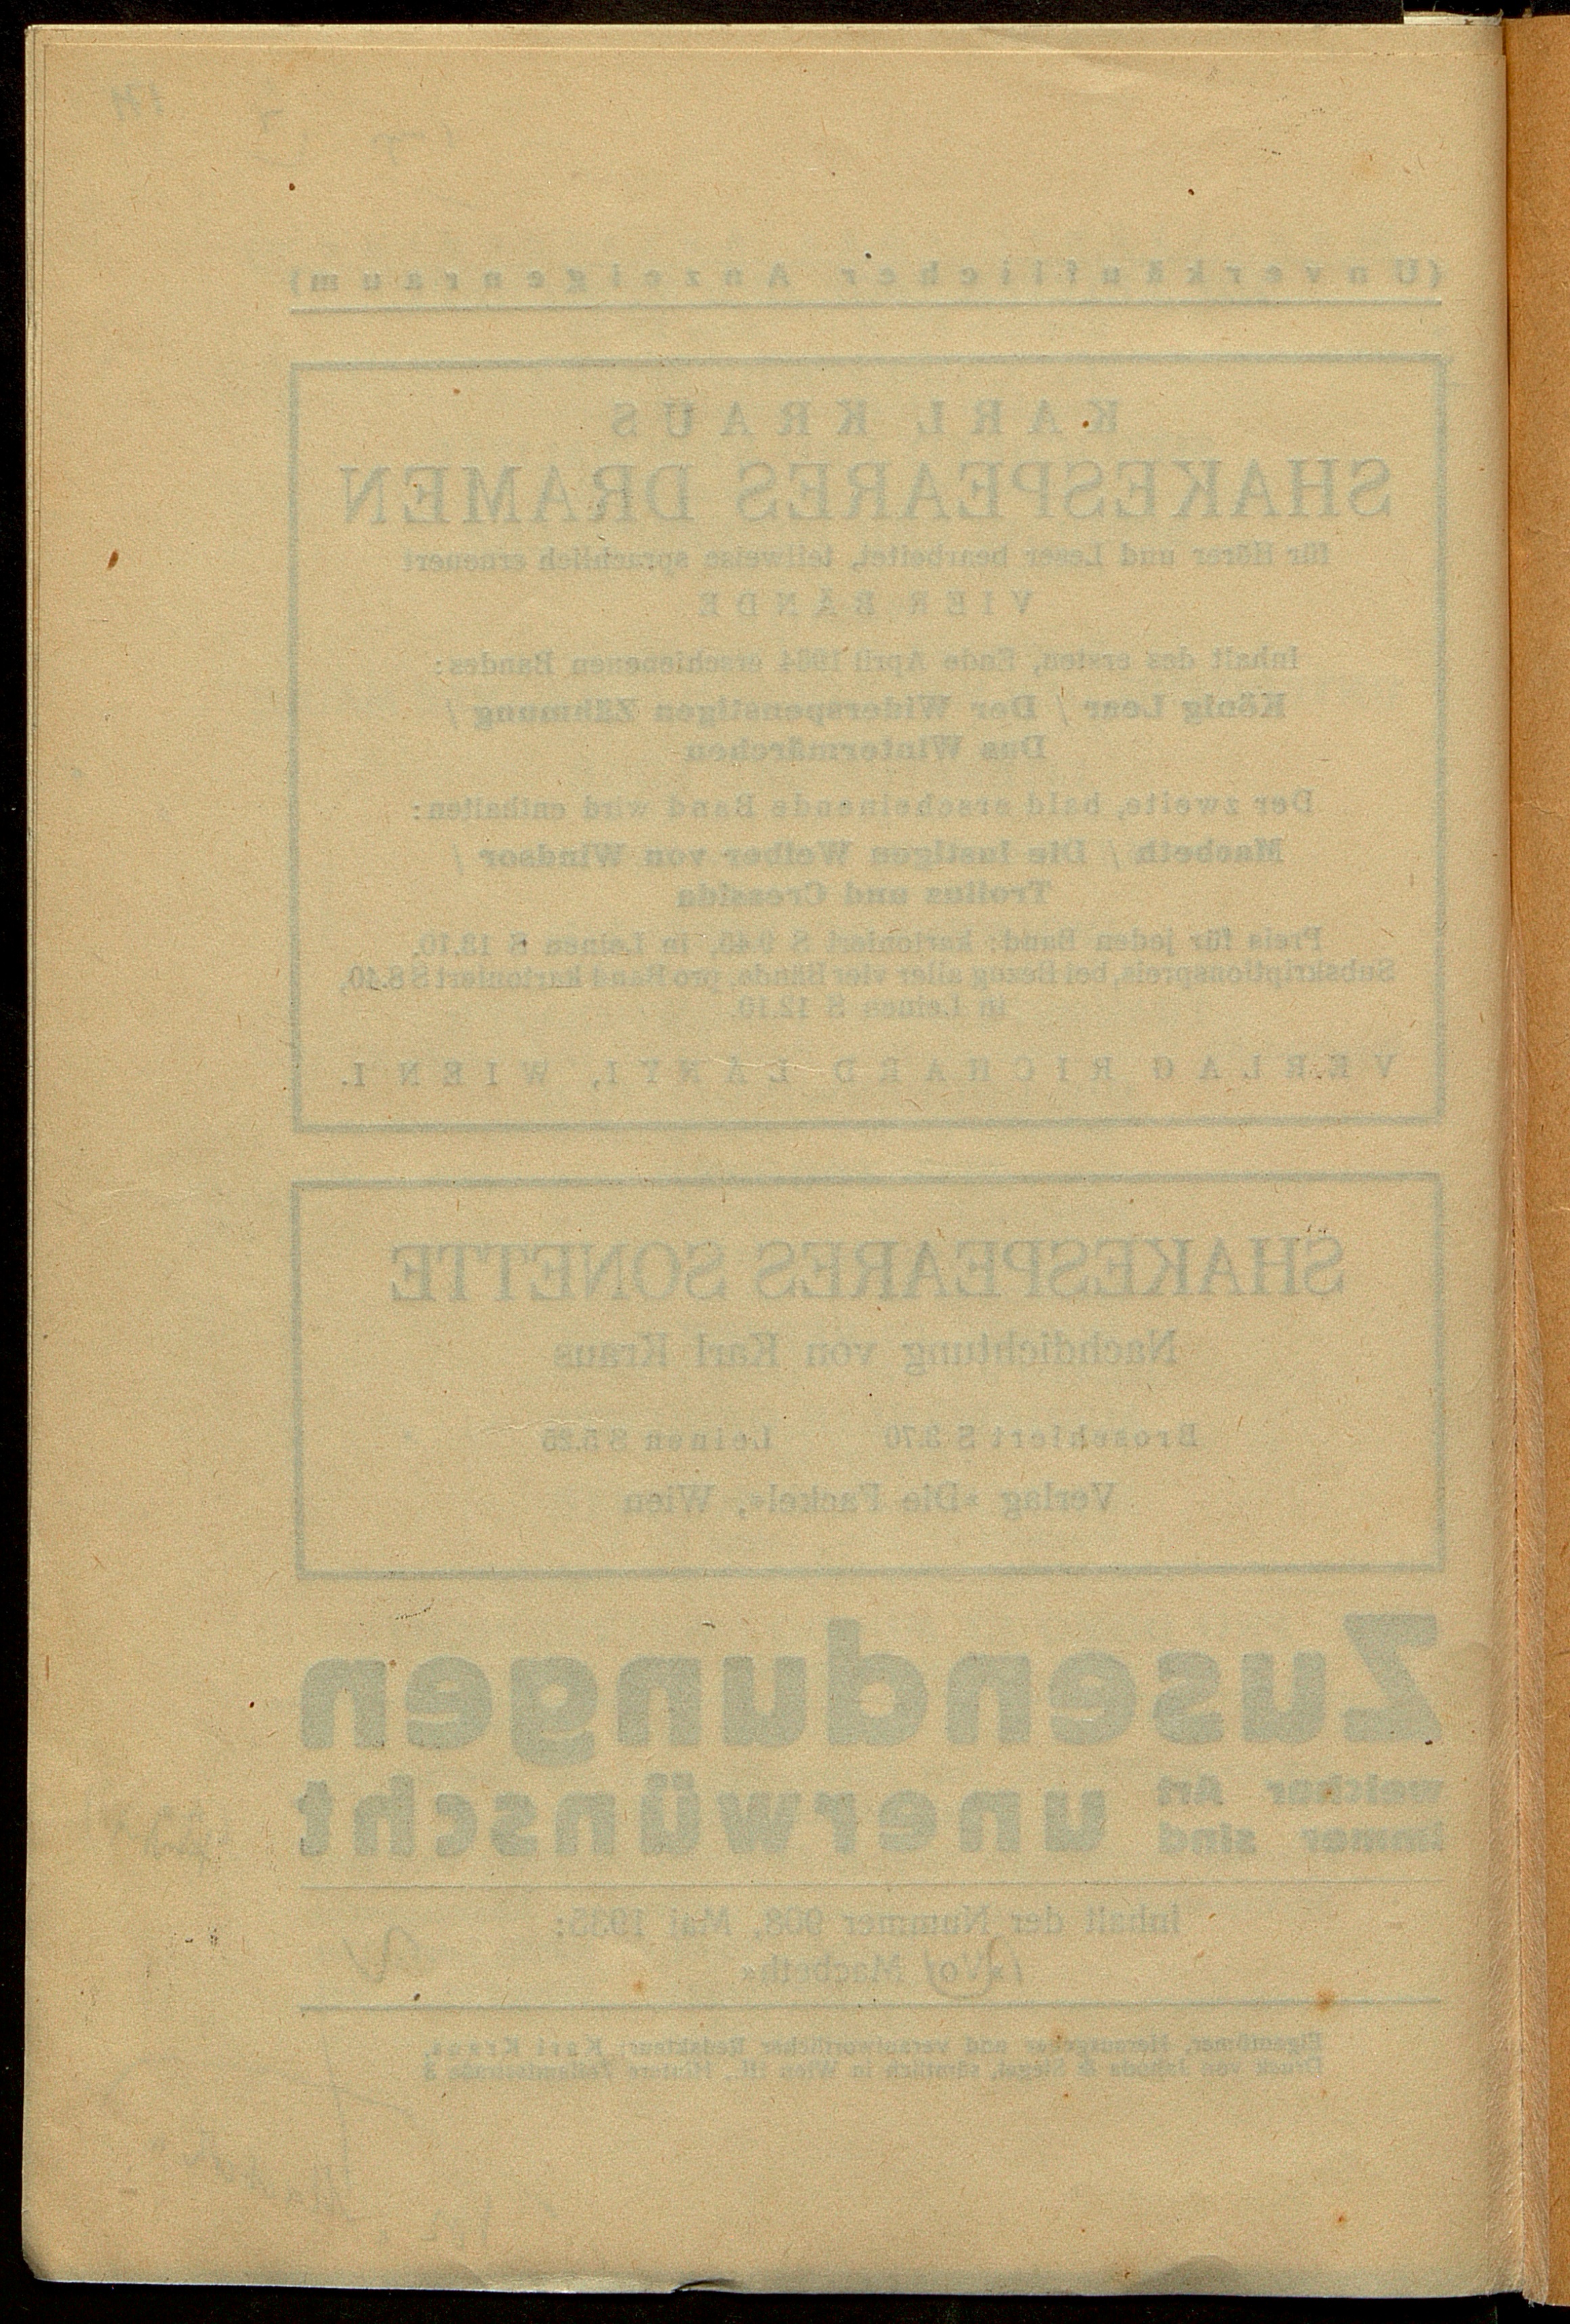 (Unverkäuflicher Anzeigenraum)
KARL KRAUS
SHAKESPEARES DRAMEN
für Hörer und Leser bearbeitet, teilweise sprachlich erneuert
VIER BÄNDE
Inhalt des ersten, Ende April 1934 erschienenen Bandes:
König Lear / Der Widerspenstigen Zähmung /
Das Wintermärchen
Der zweite, bald erscheinende Band wird enthalten:
Macbeth / Die lustigen Weiber von Windsor /
Troilus und Cressida
Preis für jeden Band: kartoniert S in Leinen S 13.10,
Subskriptionspreis, bei Bezug aller vier Bände, pro Band kartoniert S 8.40,
in Leinen S 12.10.
VERLAG RICHARD LÁNYI, WIEN I.
SHAKESPEARES SONETTE
Nachdichtung von Karl Kraus
Broschiert S 3.70 Leinen S 5.25
Verlag »Die Fackel«, Wien
Zusendungen
welcher Art
immer sind unerwünscht
Inhalt der Nummer 908, Mai 1935:
Macbeth«
Eigentümer, Herausgeber und verantwortlicher Redakteur: Karl Kraus,
Druck von Jahoda & Siegel, sämtlich in Wien III., Hintere Zollamtsstraße 3